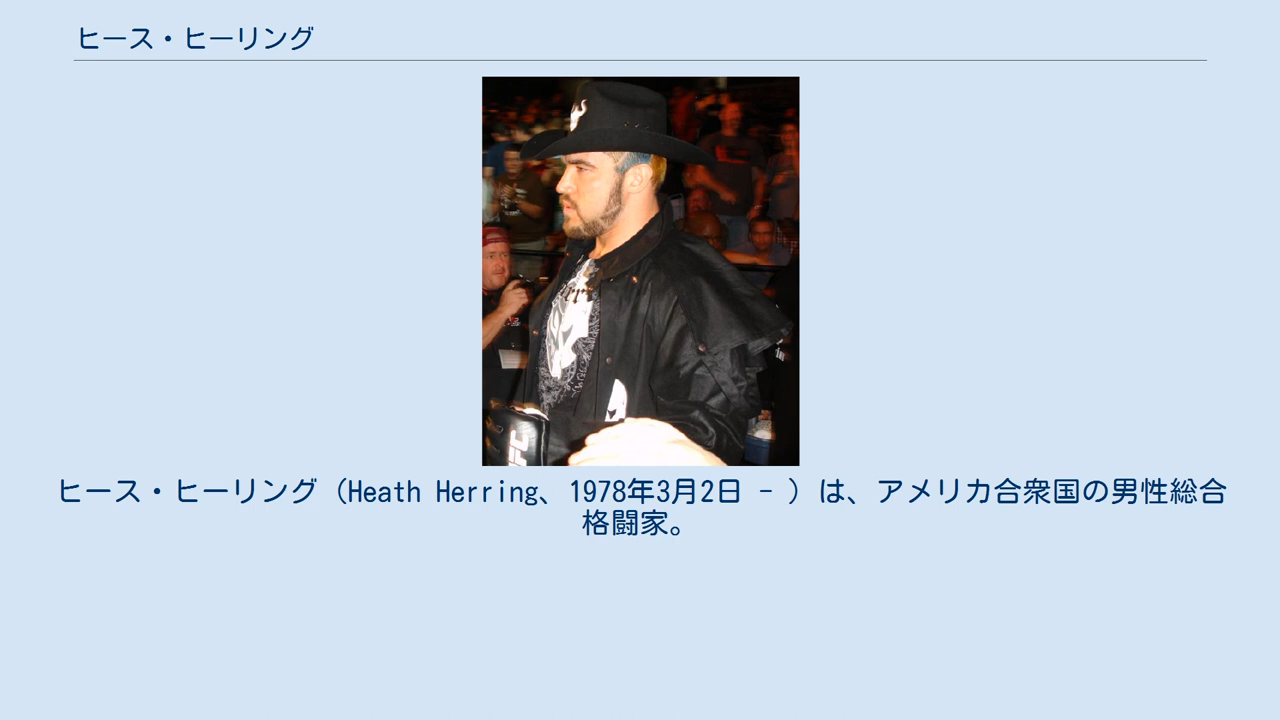 ヒース・ヒーリング
ヒース・ヒーリング（Heath Herring、1978年3月2日 - ）は、アメリカ合衆国の男性総合
格闘家。